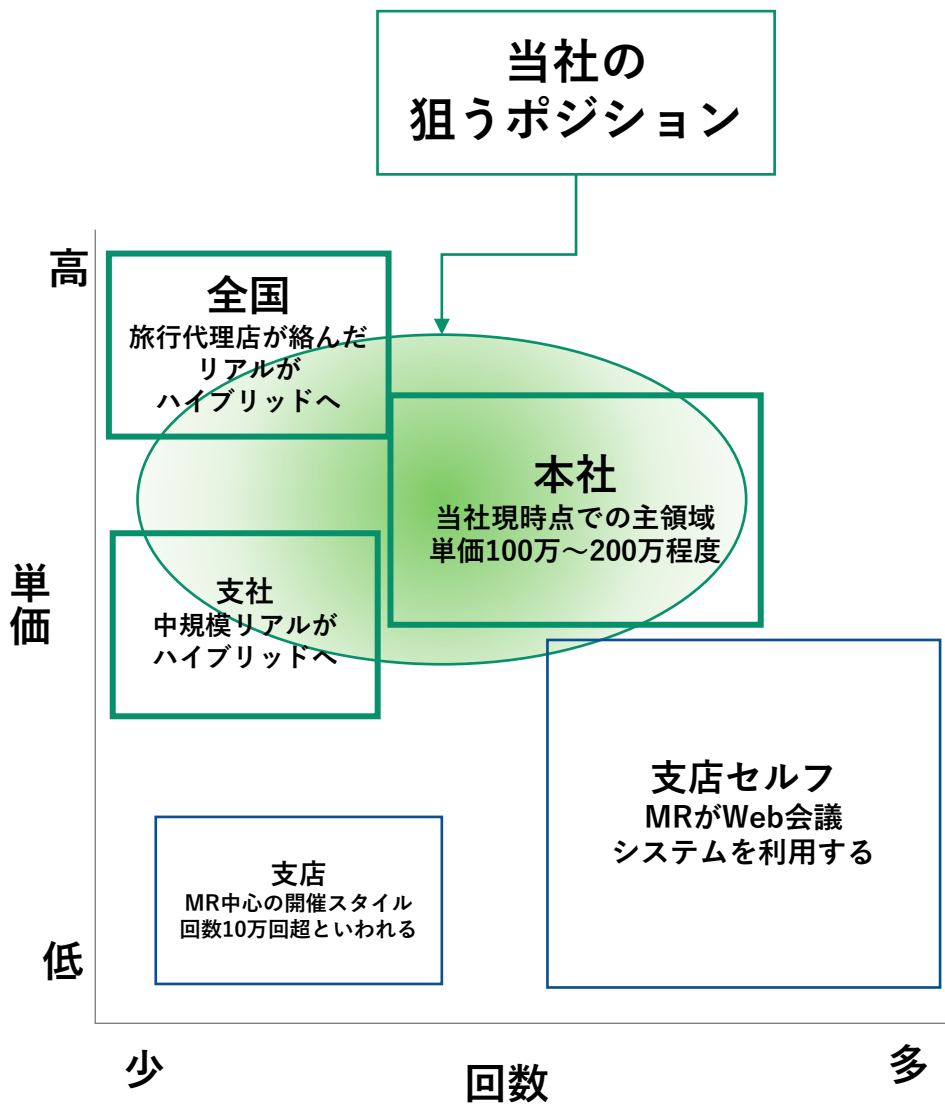 当社の
狙うポジション
高
全国
旅行代理店が絡んだ
リアルが
ハイブリッドへ
本社
当社現時点での主領域
単価100万～200万程度
単価
支社
中規模リアルが
ハイブリッドへ
支店セルフ
MRがWeb会議
システムを利用する
支店
MR中心の開催スタイル
回数10万回超といわれる
低
少
回数
多